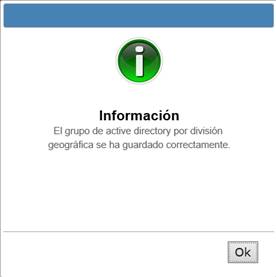 Información
El grupo de active directory por división
geográfica se ha guardado correctamente.
Ok